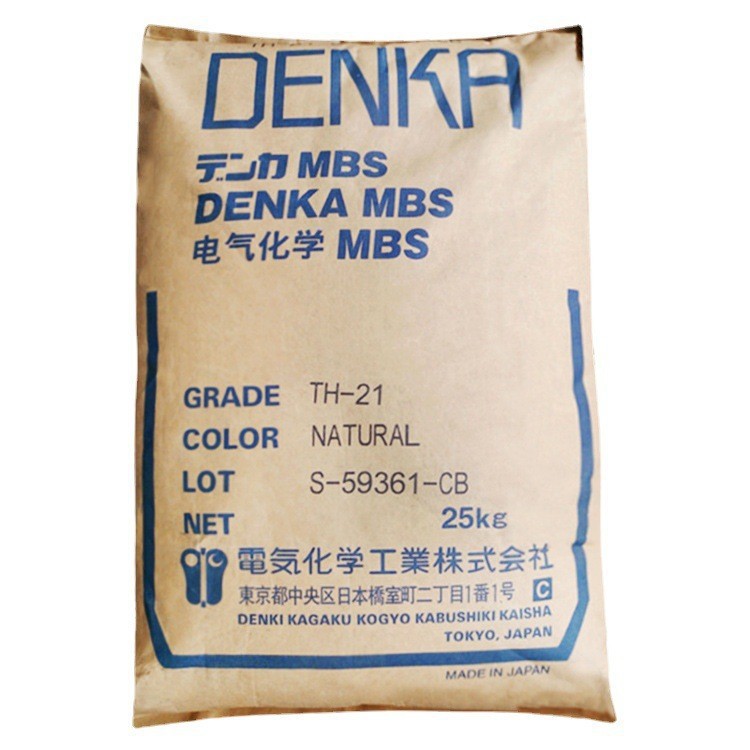 DENKA
デンカ MBS
DENKA MBS
电气化学 MBS
GRADE TH-21
COLOR NATURAL
LOT S-59361-CB
NET 25kg
電気化学工業株式会社
東京都中央区日本橋室町二丁目1番1号 C
DENKI KAGAKU KOGYO KABUSHIKI KAISHA
TOKYO, JAPAN
MADE IN JAPAN